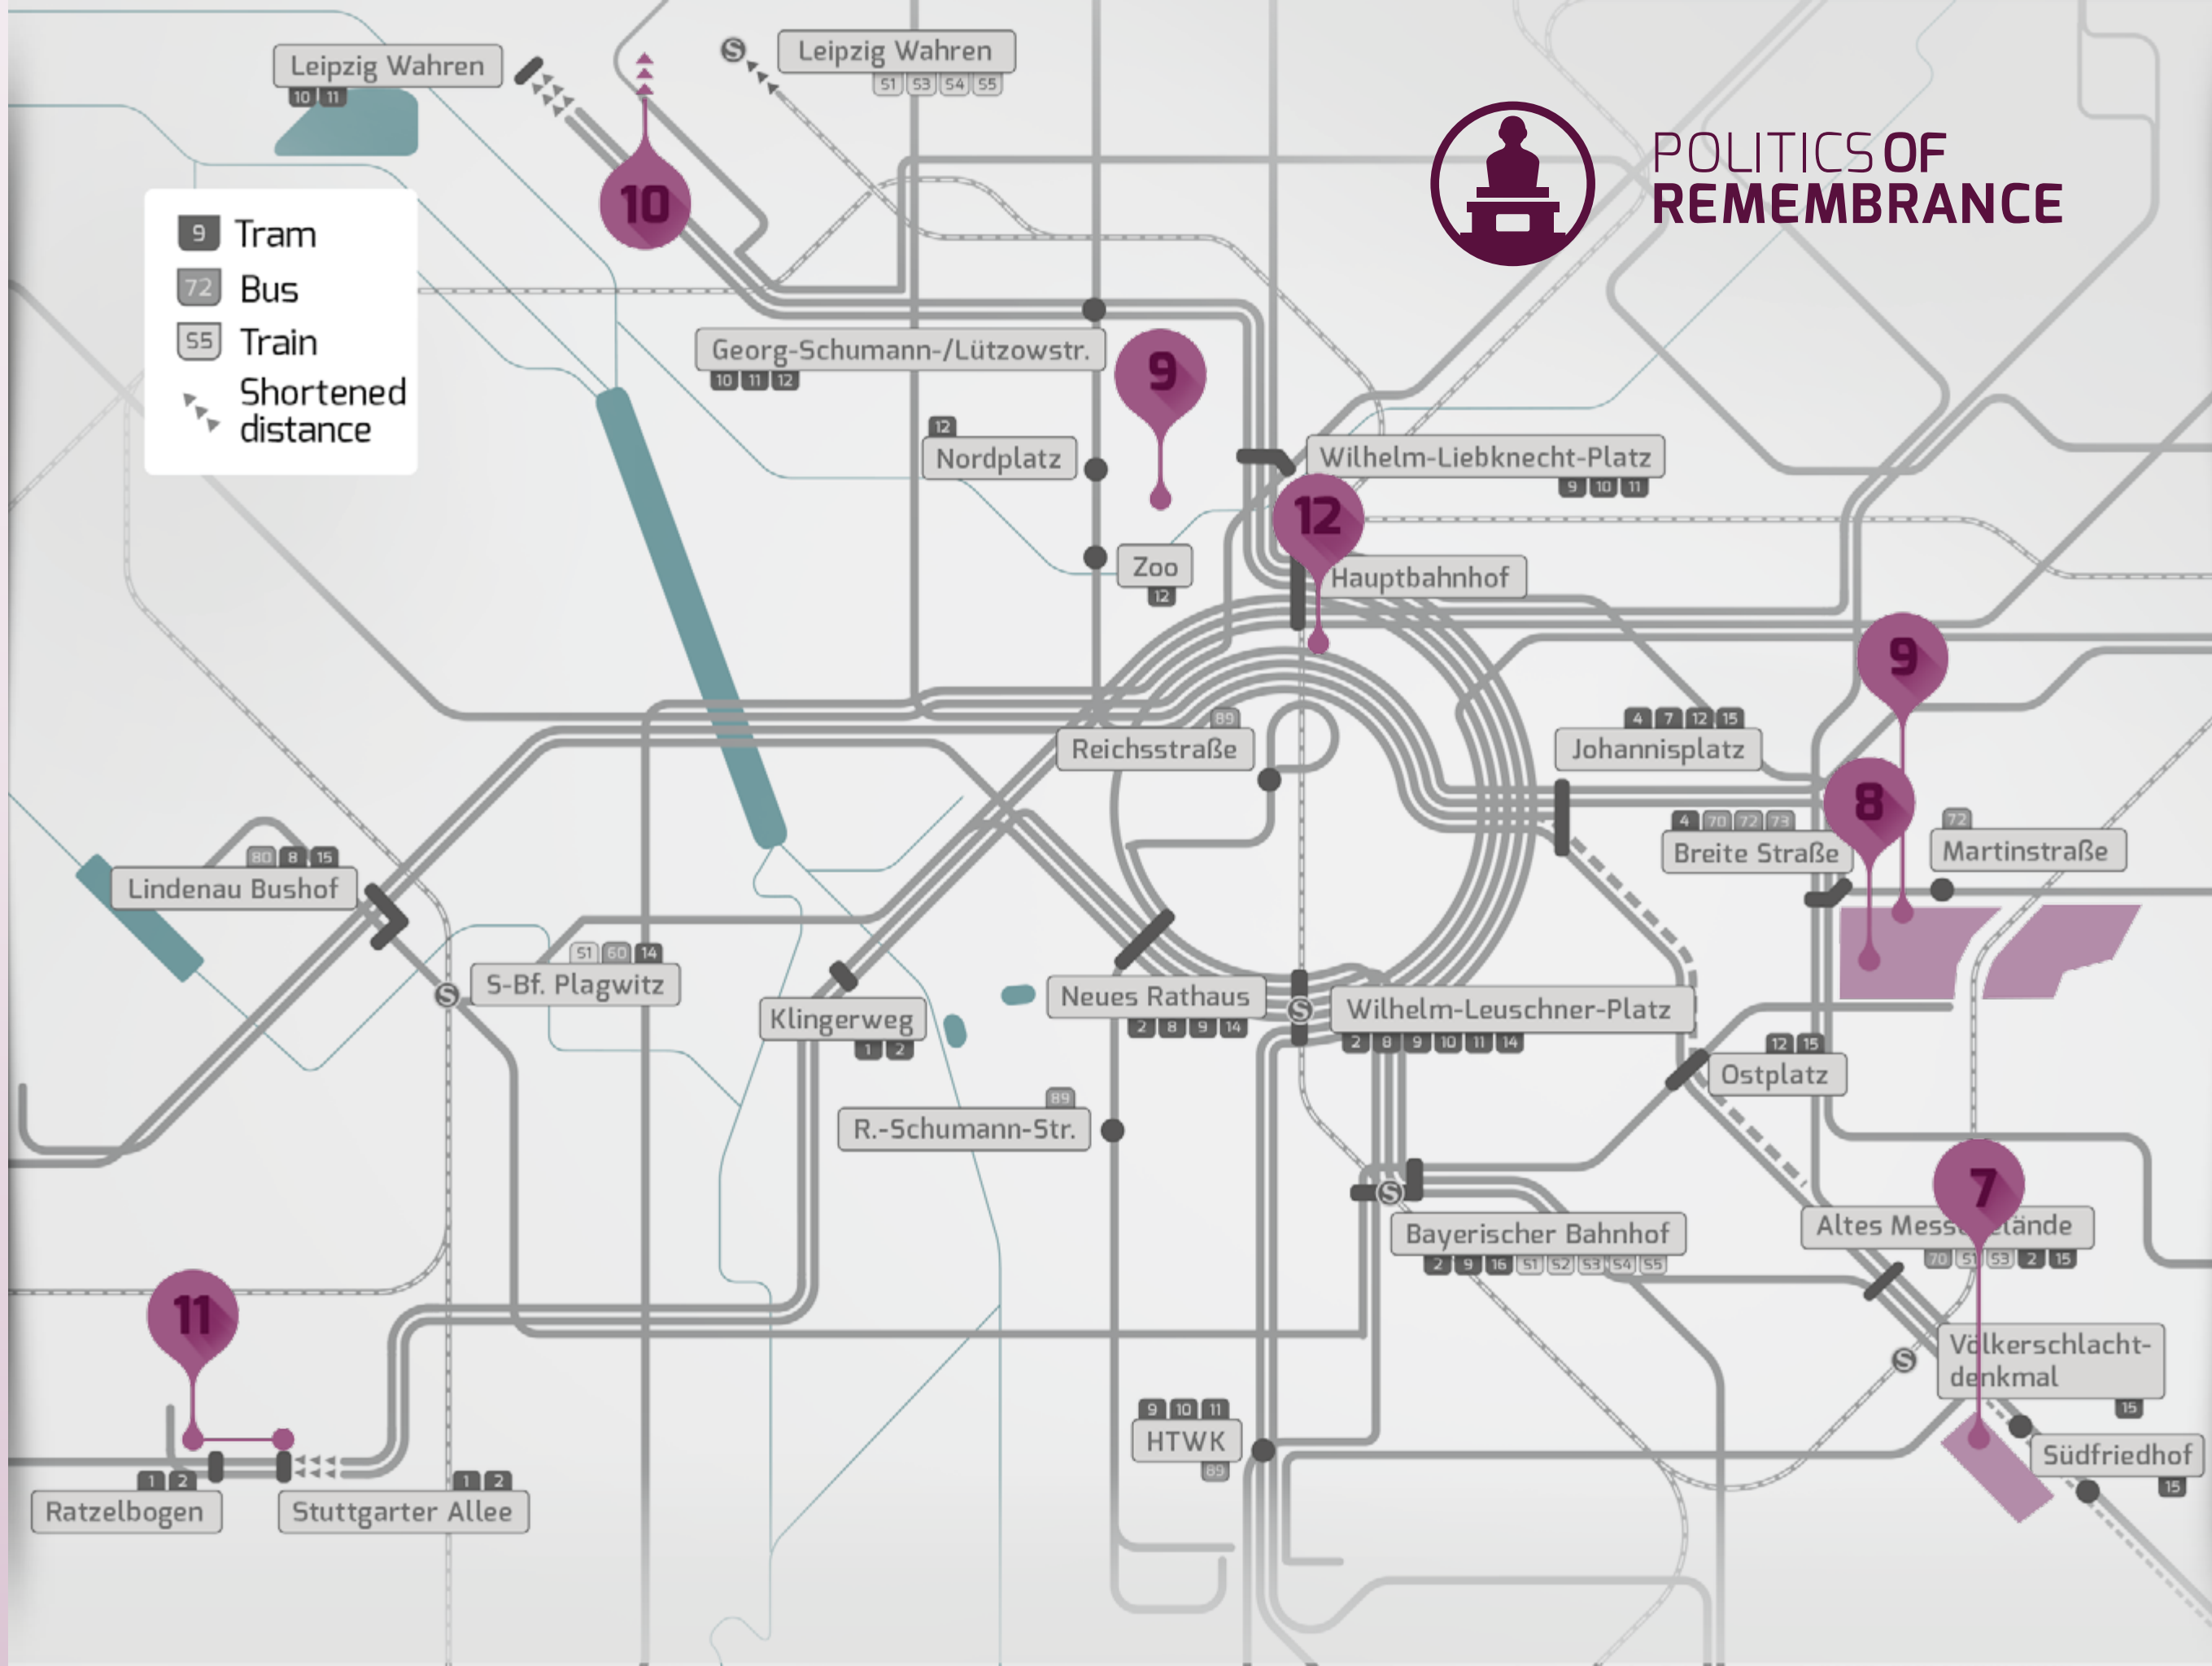 Leipzig Wahren
10 11
Leipzig Wahren
S1 S3 S4 S5
POLITICS OF
REMEMBRANCE
10
9 Tram
72 Bus
S5 Train
Shortened
distance
Georg-Schumann-/Lützowstr.
10 11 12
9
12
Nordplatz
Wilhelm-Liebknecht-Platz
9 10 11
12
Zoo
12
Hauptbahnhof
9
89
Reichsstraße
4 7 12 15
Johannisplatz
8
4 70 72 73
Breite Straße
72
Martinstraße
80 8 15
Lindenau Bushof
S1 60 14
S-Bf. Plagwitz
S
Klingerweg
1 2
Neues Rathaus
2 8 9 14
S
Wilhelm-Leuschner-Platz
2 8 9 10 11 14
12 15
Ostplatz
89
R.-Schumann-Str.
7
S
Bayerischer Bahnhof
2 9 16 S1 S2 S3 S4 S5
Altes Messe lände
70 S1 S3 2 15
11
S
Völkerschlacht-
denkmal
15
9 10 11
HTWK
89
Südfriedhof
15
1 2
Ratzelbogen
1 2
Stuttgarter Allee
S